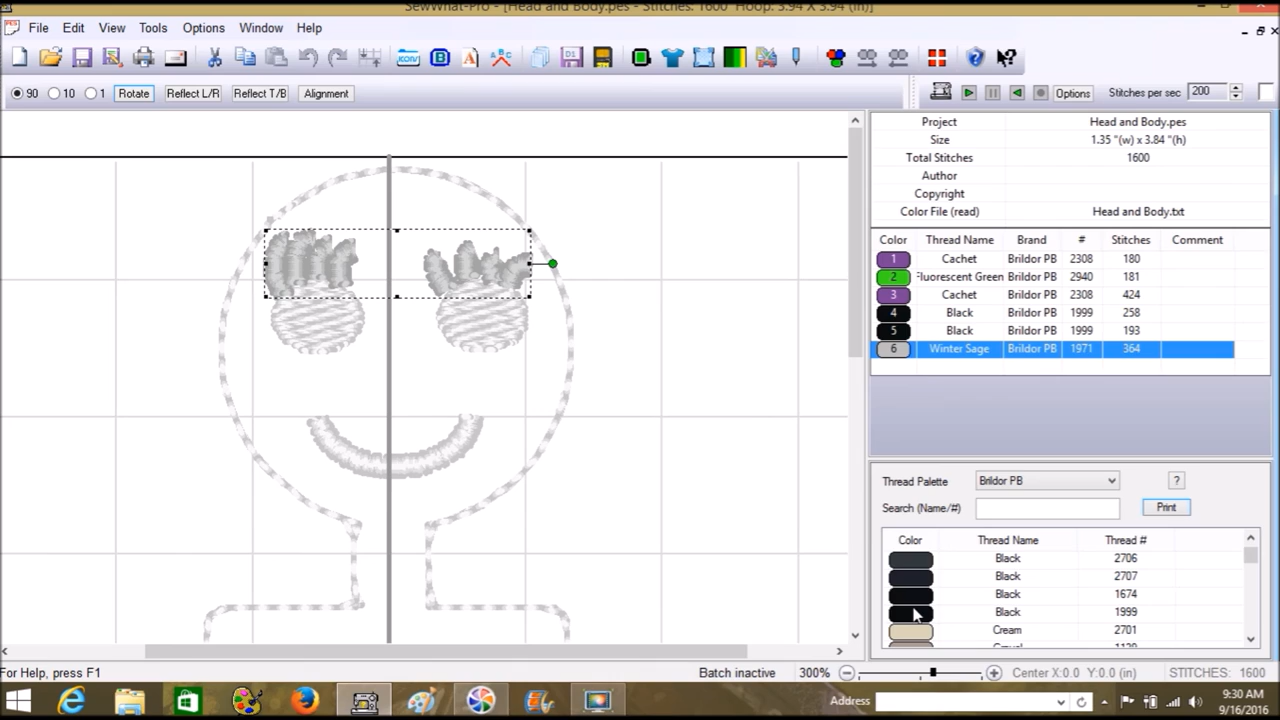 SewWhat-Pro - [Head and Body.pes - Stitches: 1600 Hoop: 3.94 X 3.94 (in)]
File Edit View Tools Options Window Help
90 10 1 Rotate Reflect L/R Reflect T/B Alignment Options Stitches per sec 200
Project Head and Body.pes
Size 1.35 "(w) x 3.84 "(h)
Total Stitches 1600
Author
Copyright
Color File (read) Head and Body.txt
Color Thread Name Brand # Stitches Comment
1 Cachet Brildor PB 2308 180
2 Fluorescent Green Brildor PB 2940 181
3 Cachet Brildor PB 2308 424
4 Black Brildor PB 1999 258
5 Black Brildor PB 1999 193
6 Winter Sage Brildor PB 1971 364
Thread Palette Brildor PB ?
Search (Name/#) Print
Color Thread Name Thread #
Black 2706
Black 2707
Black 1674
Black 1999
Cream 2701
For Help, press F1 Batch inactive 300% Center X:0.0 Y:0.0 (in) STITCHES: 1600
Address 9:30 AM
9/16/2016